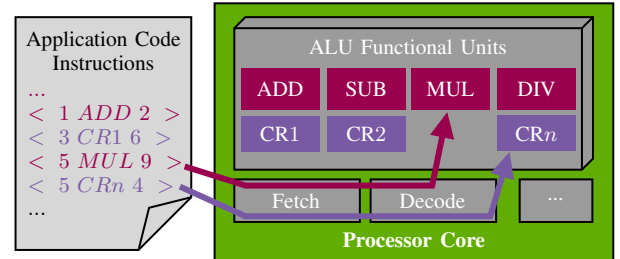 Application Code
Instructions
...
< 1 ADD 2 >
< 3 CR1 6 >
< 5 MUL 9 >
< 5 CRn 4 >
...
ALU Functional Units
ADD SUB MUL DIV
CR1 CR2 CRn
Fetch Decode ...
Processor Core